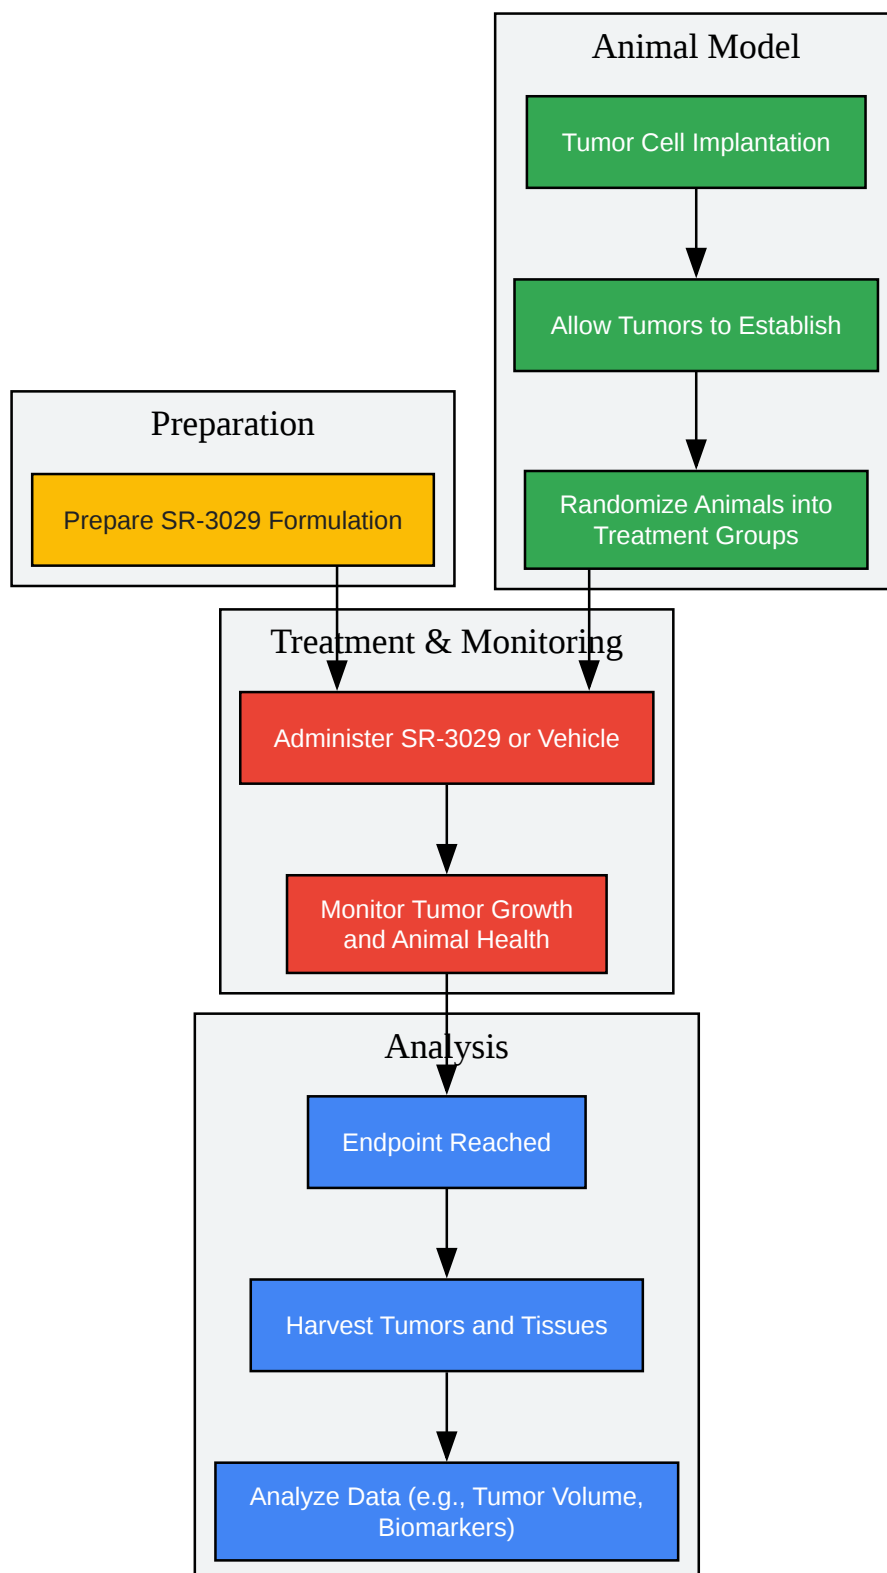 Animal Model
Tumor Cell Implantation
Allow Tumors to Establish
Randomize Animals into
Treatment Groups
Preparation
Prepare SR-3029 Formulation
Treatment & Monitoring
Administer SR-3029 or Vehicle
Monitor Tumor Growth
and Animal Health
Analysis
Endpoint Reached
Harvest Tumors and Tissues
Analyze Data (e.g., Tumor Volume,
Biomarkers)